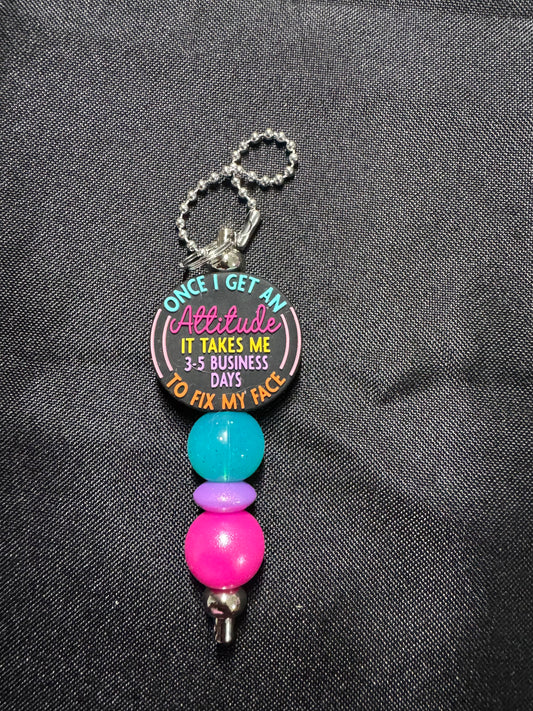 ONCE I GET AN
Attitude
IT TAKES ME
3-5 BUSINESS
DAYS
TO FIX MY FACE